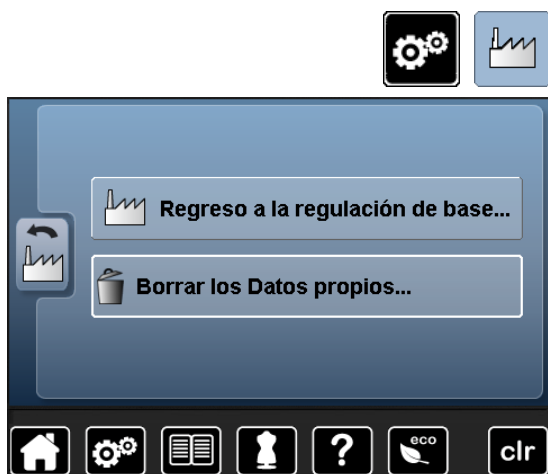 Regreso a la regulación de base...
Borrar los Datos propios...
? eco clr